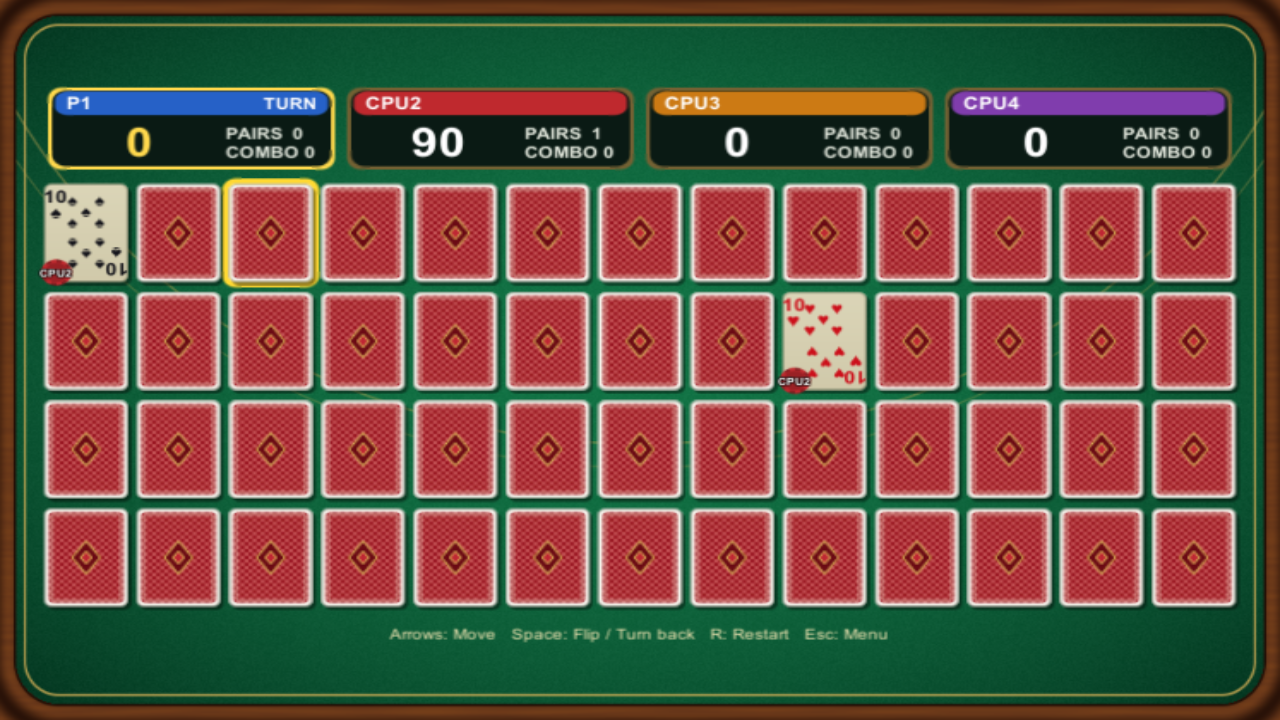 P1 TURN
0 PAIRS 0
COMBO 0
CPU2
90 PAIRS 1
COMBO 0
CPU3
0 PAIRS 0
COMBO 0
CPU4
0 PAIRS 0
COMBO 0
10
10
CPU2
10
10
CPU2
Arrows: Move Space: Flip / Turn back R: Restart Esc: Menu